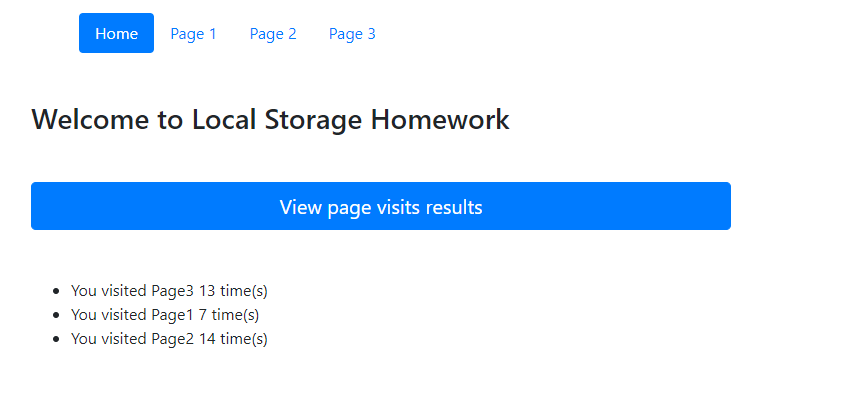 Home Page 1 Page 2 Page 3
Welcome to Local Storage Homework
View page visits results
You visited Page3 13 time(s)
You visited Page1 7 time(s)
You visited Page2 14 time(s)